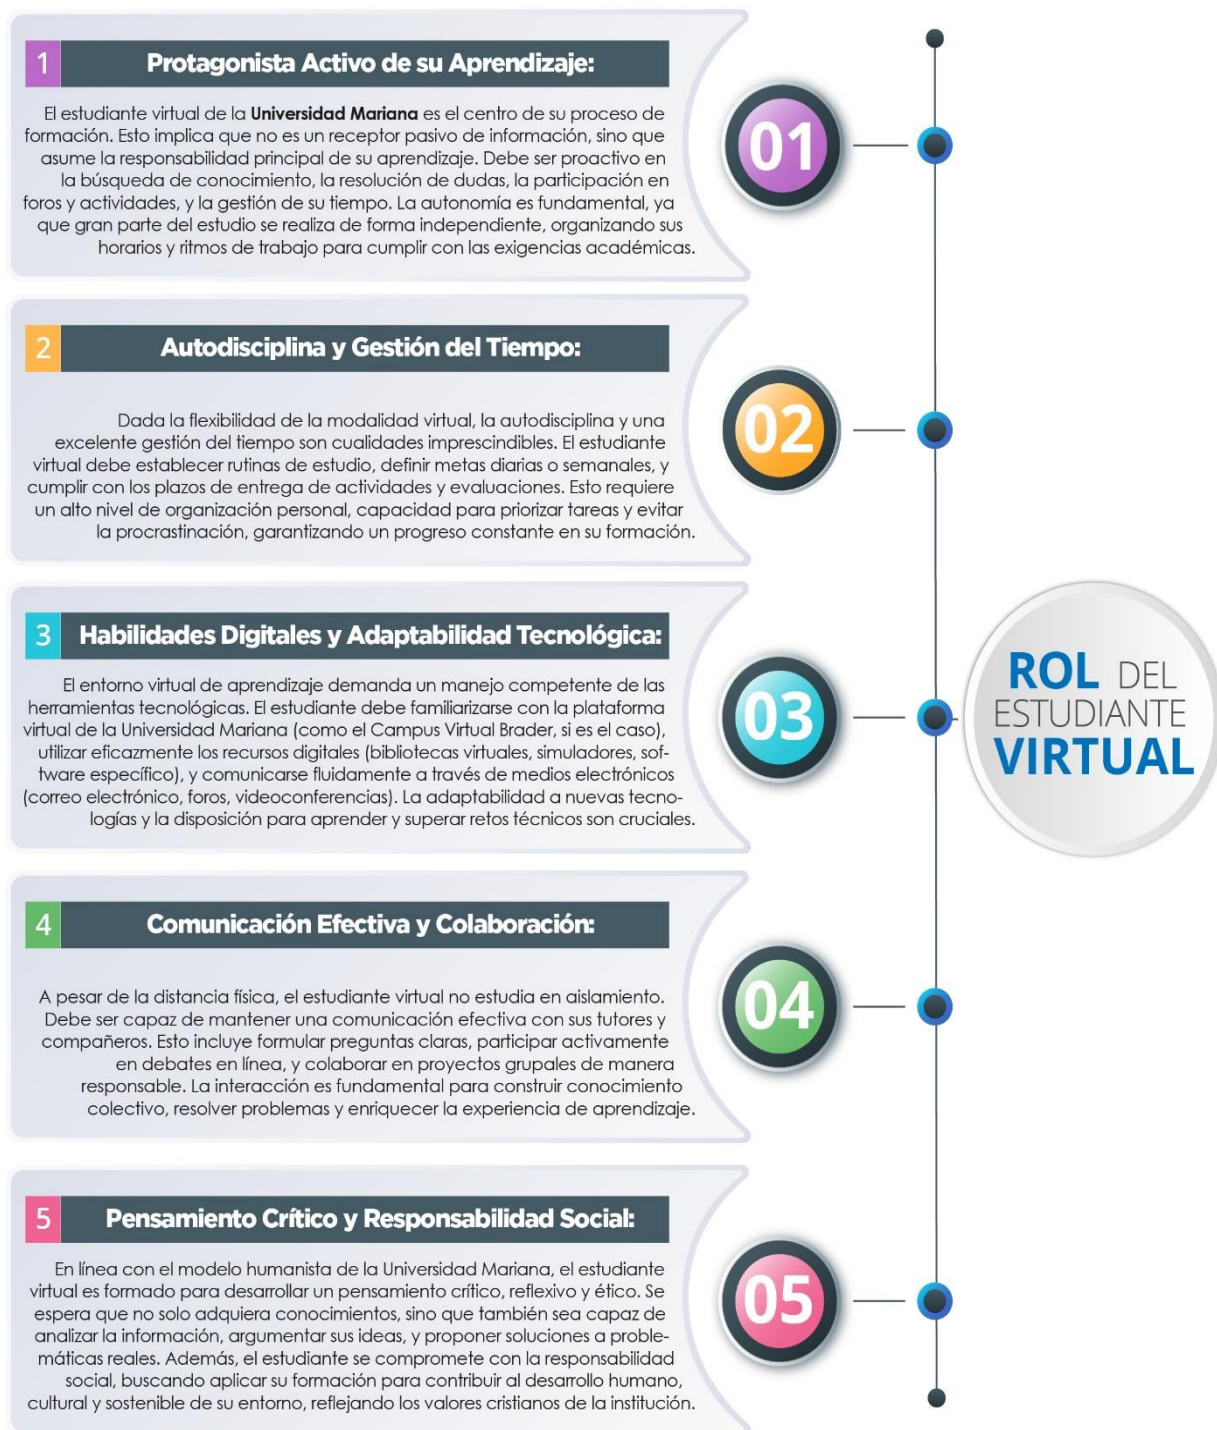 1 Protagonista Activo de su Aprendizaje:
El estudiante virtual de la Universidad Mariana es el centro de su proceso de
formación. Esto implica que no es un receptor pasivo de información, sino que
asume la responsabilidad principal de su aprendizaje. Debe ser proactivo en
la búsqueda de conocimiento, la resolución de dudas, la participación en
foros y actividades, y la gestión de su tiempo. La autonomía es fundamental, ya
que gran parte del estudio se realiza de forma independiente, organizando sus
horarios y ritmos de trabajo para cumplir con las exigencias académicas.
01
2 Autodisciplina y Gestión del Tiempo:
Dada la flexibilidad de la modalidad virtual, la autodisciplina y una
excelente gestión del tiempo son cualidades imprescindibles. El estudiante
virtual debe establecer rutinas de estudio, definir metas diarias o semanales, y
cumplir con los plazos de entrega de actividades y evaluaciones. Esto requiere
un alto nivel de organización personal, capacidad para priorizar tareas y evitar
la procrastinación, garantizando un progreso constante en su formación.
02
3 Habilidades Digitales y Adaptabilidad Tecnológica:
El entorno virtual de aprendizaje demanda un manejo competente de las
herramientas tecnológicas. El estudiante debe familiarizarse con la plataforma
virtual de la Universidad Mariana (como el Campus Virtual Brader, si es el caso),
utilizar eficazmente los recursos digitales (bibliotecas virtuales, simuladores, sof-
tware específico), y comunicarse fluidamente a través de medios electrónicos
(correo electrónico, foros, videoconferencias). La adaptabilidad a nuevas tecno-
logías y la disposición para aprender y superar retos técnicos son cruciales.
03
ROL DEL
ESTUDIANTE
VIRTUAL
4 Comunicación Efectiva y Colaboración:
A pesar de la distancia física, el estudiante virtual no estudia en aislamiento.
Debe ser capaz de mantener una comunicación efectiva con sus tutores y
compañeros. Esto incluye formular preguntas claras, participar activamente
en debates en línea, y colaborar en proyectos grupales de manera
responsable. La interacción es fundamental para construir conocimiento
colectivo, resolver problemas y enriquecer la experiencia de aprendizaje.
04
5 Pensamiento Crítico y Responsabilidad Social:
En línea con el modelo humanista de la Universidad Mariana, el estudiante
virtual es formado para desarrollar un pensamiento crítico, reflexivo y ético. Se
espera que no solo adquiera conocimientos, sino que también sea capaz de
analizar la información, argumentar sus ideas, y proponer soluciones a proble-
máticas reales. Además, el estudiante se compromete con la responsabilidad
social, buscando aplicar su formación para contribuir al desarrollo humano,
cultural y sostenible de su entorno, reflejando los valores cristianos de la institución.
05